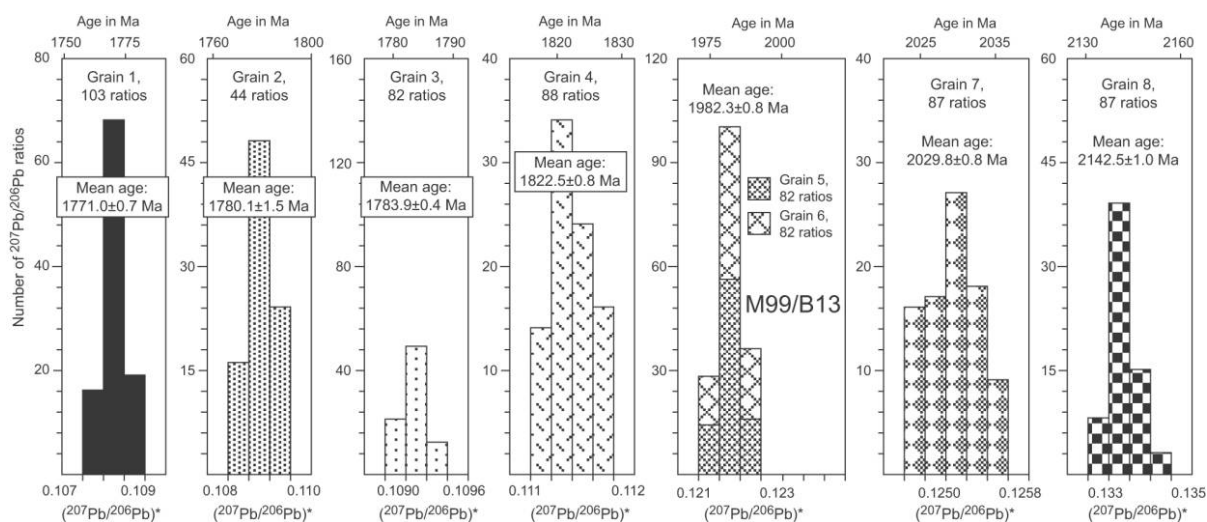 Age in Ma
Age in Ma
Age in Ma
Age in Ma
Age in Ma
Age in Ma
Age in Ma
1750 1775
1760 1800
1780 1790
1820 1830
1975 2000
2025 2035
2130 2160
Number of ²⁰⁷Pb/²⁰⁶Pb ratios
80
60
40
20
Grain 1,
103 ratios
Mean age:
1771.0±0.7 Ma
0.107 0.109
(²⁰⁷Pb/²⁰⁶Pb)*
60
45
30
15
Grain 2,
44 ratios
Mean age:
1780.1±1.5 Ma
0.108 0.110
(²⁰⁷Pb/²⁰⁶Pb)*
160
120
80
40
Grain 3,
82 ratios
Mean age:
1783.9±0.4 Ma
0.1090 0.1096
(²⁰⁷Pb/²⁰⁶Pb)*
40
30
20
10
Grain 4,
88 ratios
Mean age:
1822.5±0.8 Ma
0.111 0.112
(²⁰⁷Pb/²⁰⁶Pb)*
120
90
60
30
Mean age:
1982.3±0.8 Ma
Grain 5,
82 ratios
Grain 6,
82 ratios
M99/B13
0.121 0.123
(²⁰⁷Pb/²⁰⁶Pb)*
40
30
20
10
Grain 7,
87 ratios
Mean age:
2029.8±0.8 Ma
0.1250 0.1258
(²⁰⁷Pb/²⁰⁶Pb)*
60
45
30
15
Grain 8,
87 ratios
Mean age:
2142.5±1.0 Ma
0.133 0.135
(²⁰⁷Pb/²⁰⁶Pb)*